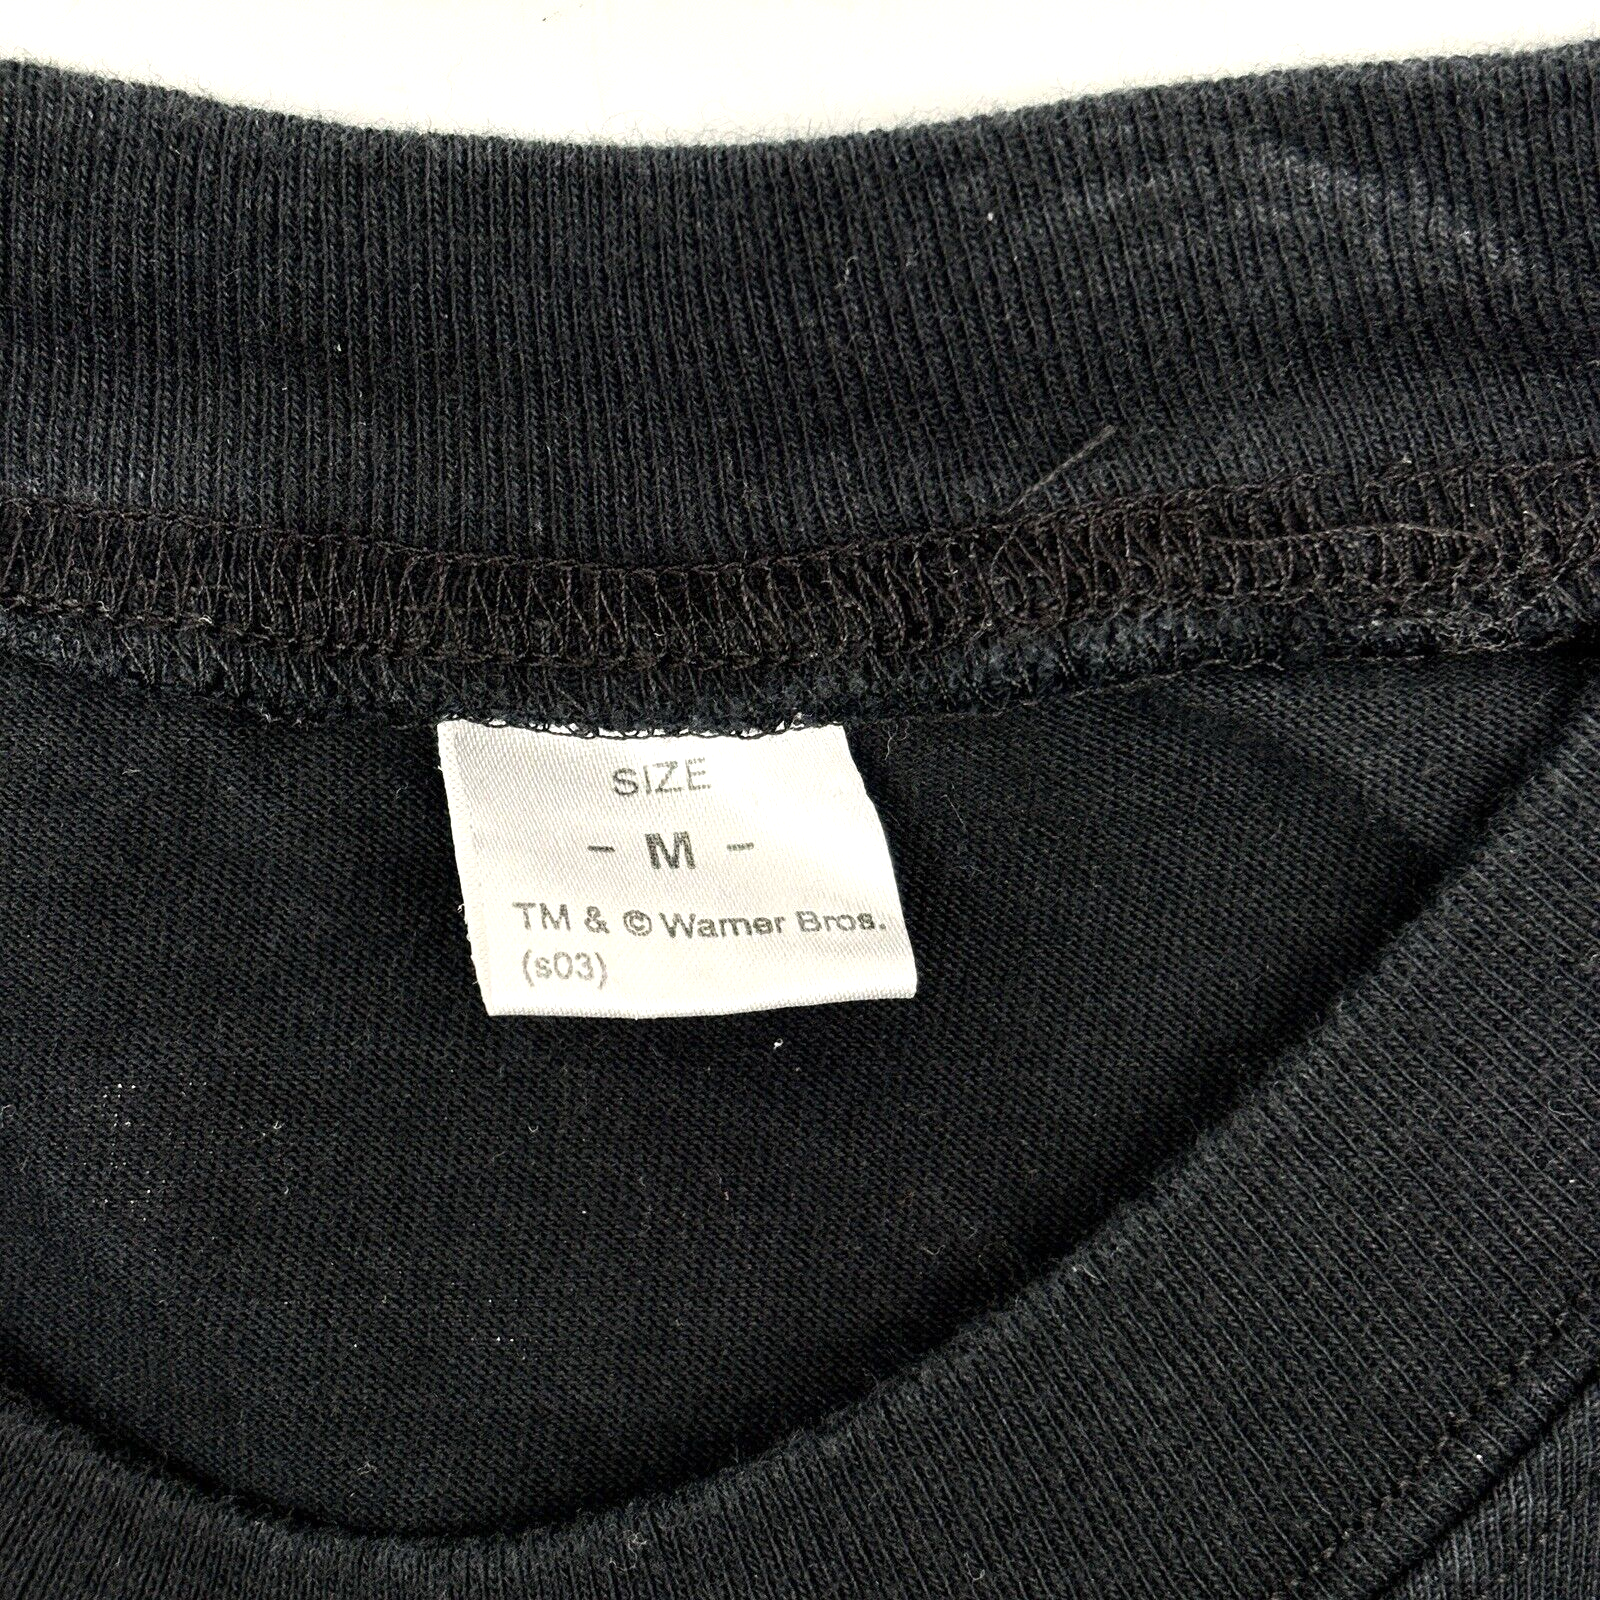 SIZE
- M -
TM & © Warner Bros.
(s03)